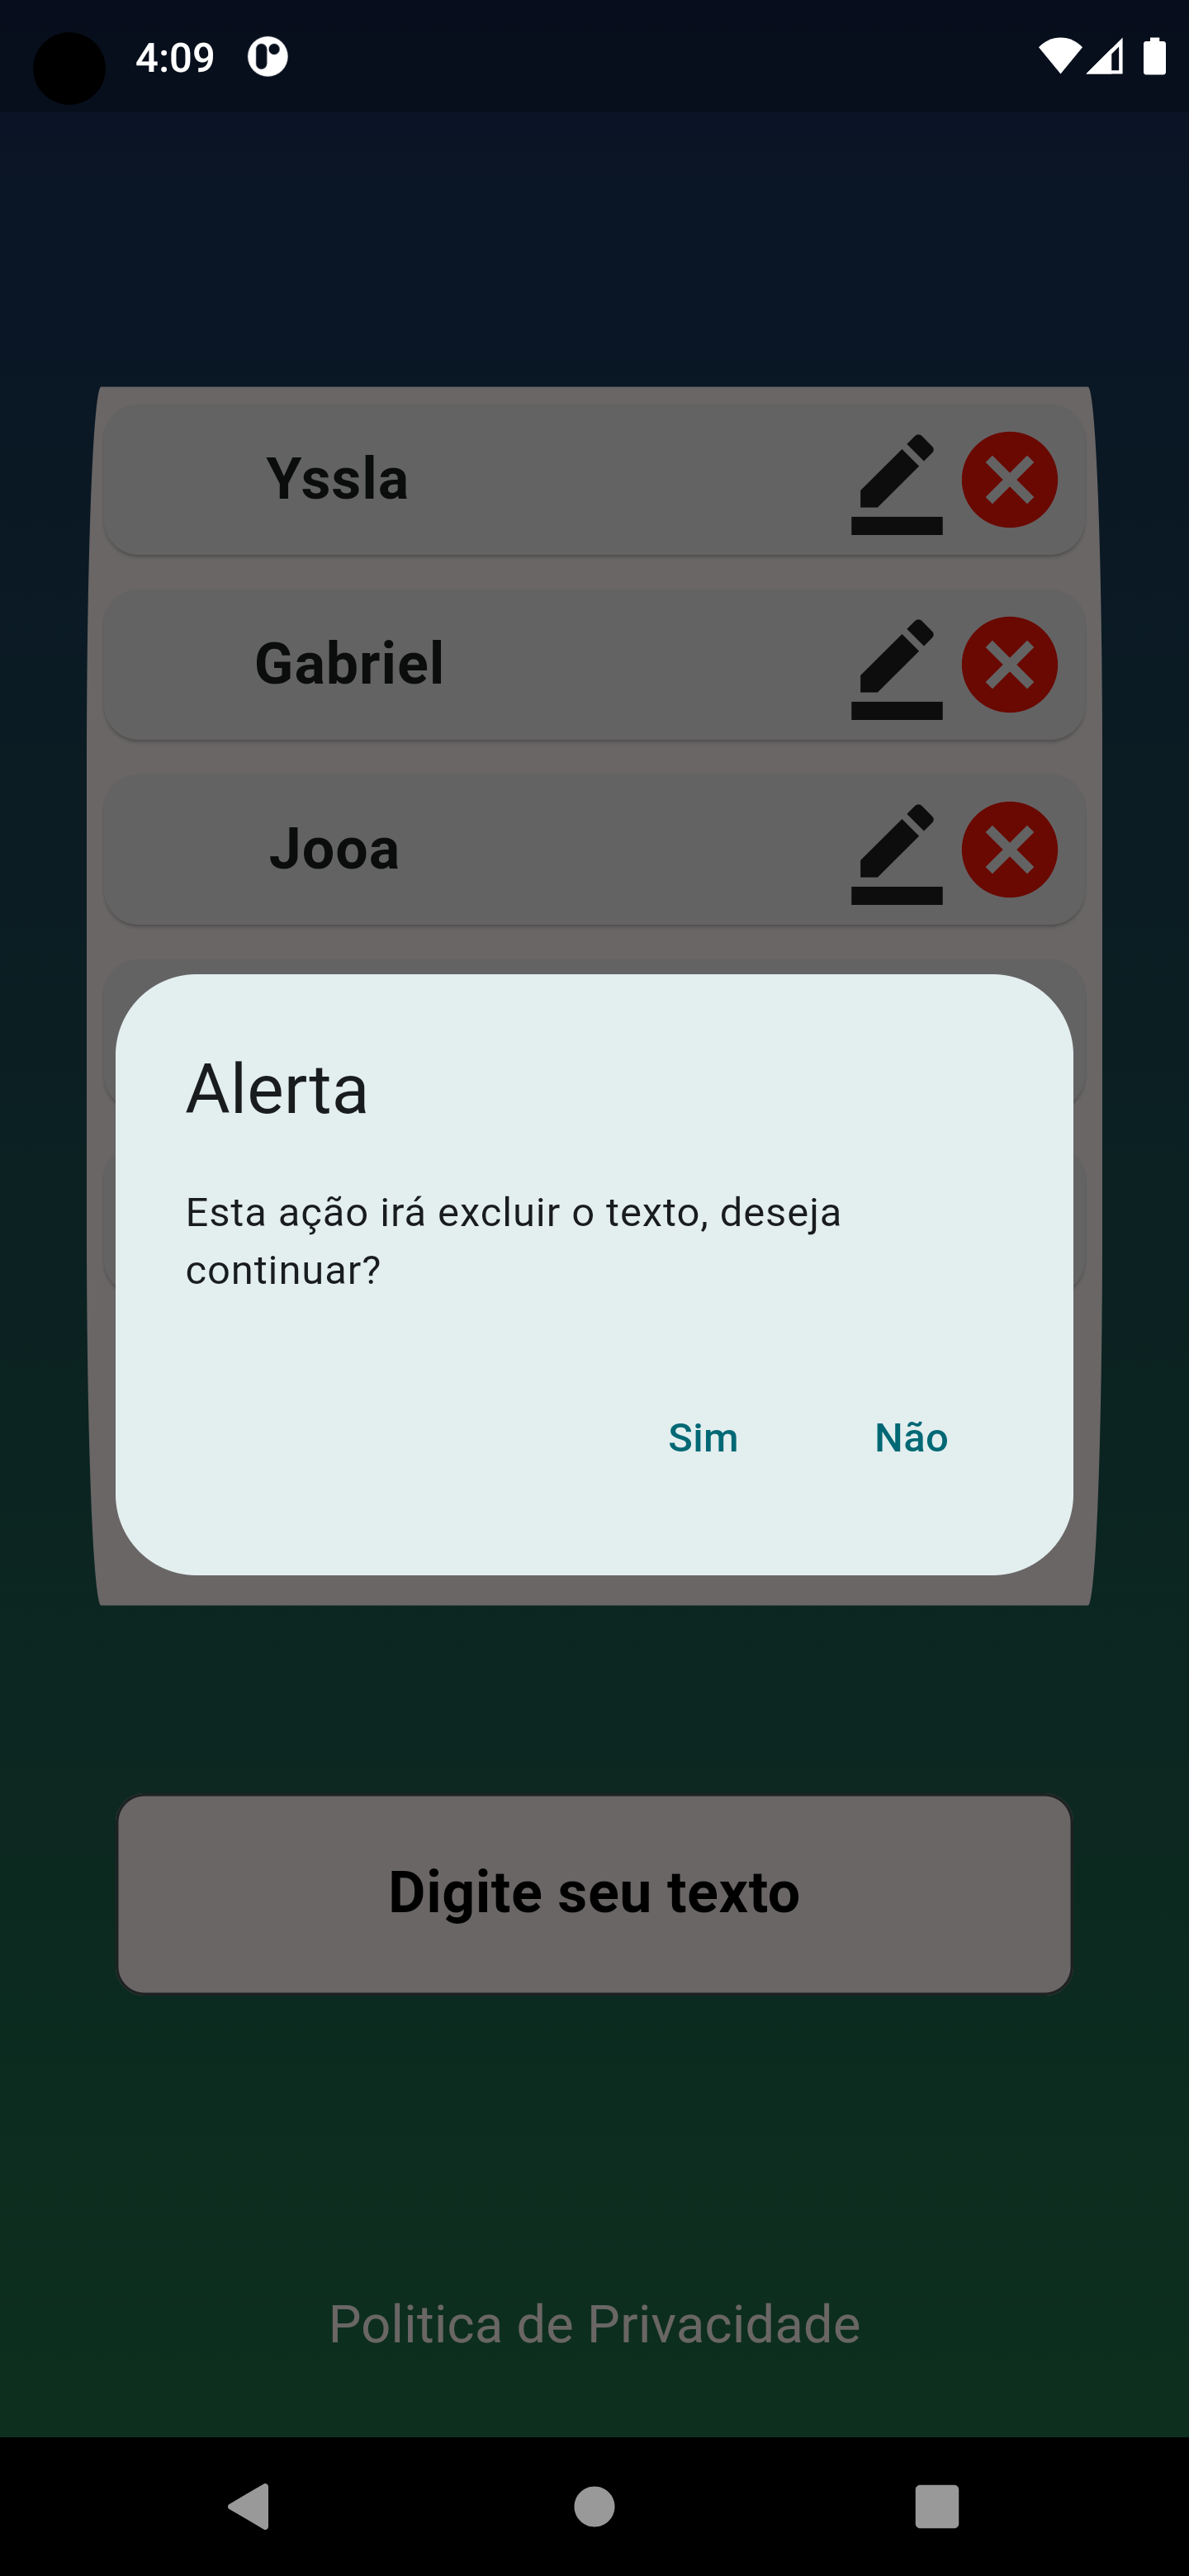 4:09
Yssla
Gabriel
Jooa
Alerta
Esta ação irá excluir o texto, deseja
continuar?
Sim Não
Digite seu texto
Politica de Privacidade